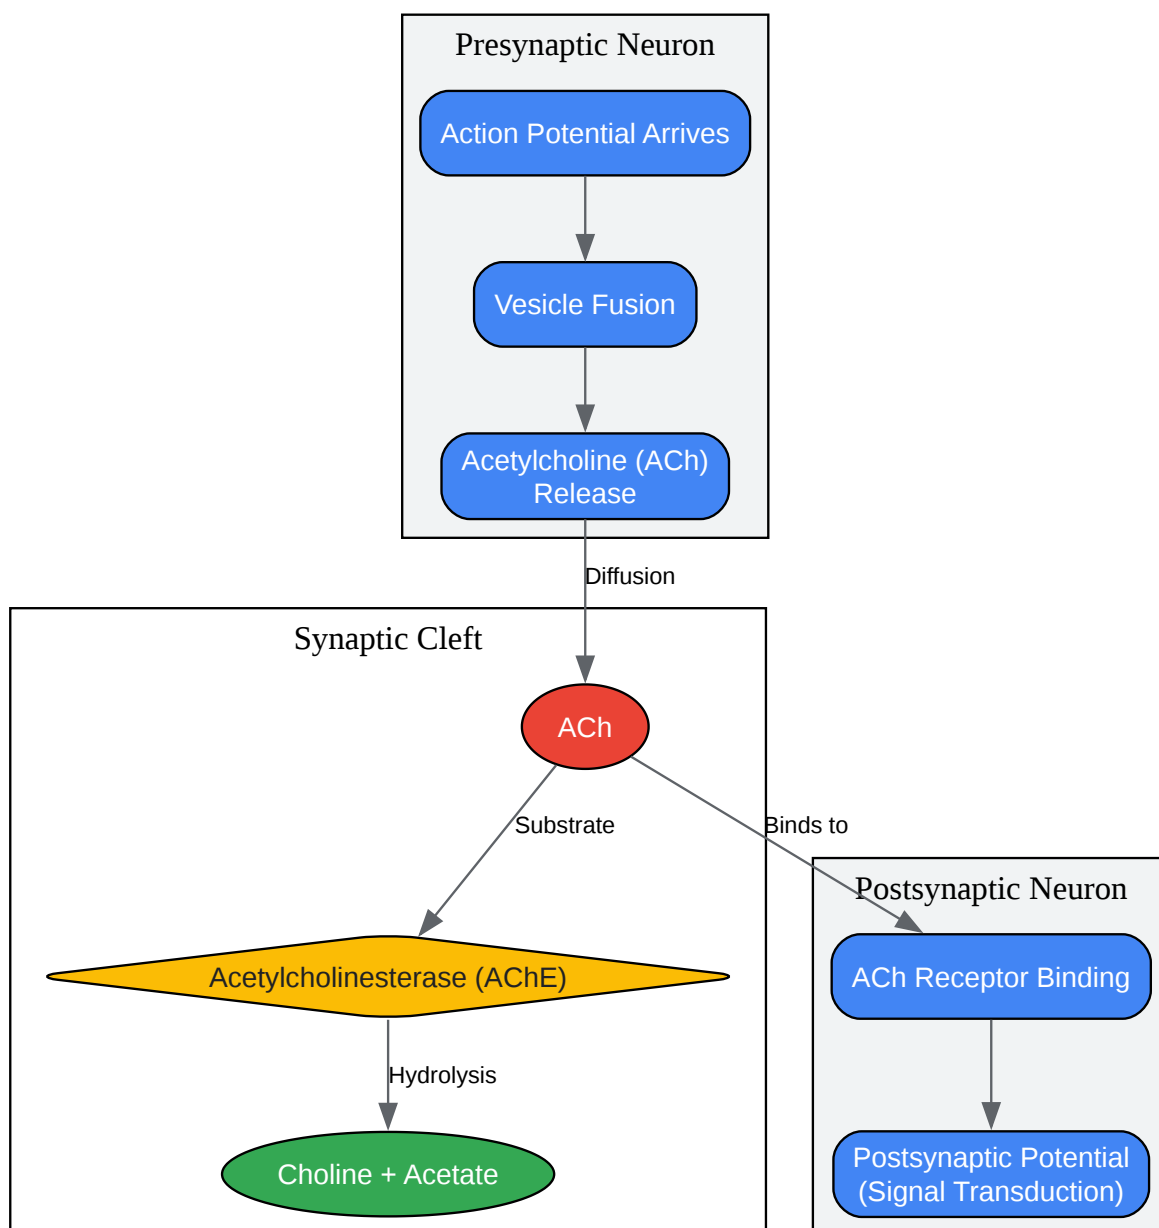 Presynaptic Neuron
Action Potential Arrives
Vesicle Fusion
Acetylcholine (ACh)
Release
Diffusion
Synaptic Cleft
ACh
Substrate
Binds to
Postsynaptic Neuron
Acetylcholinesterase (AChE)
ACh Receptor Binding
Hydrolysis
Choline + Acetate
Postsynaptic Potential
(Signal Transduction)